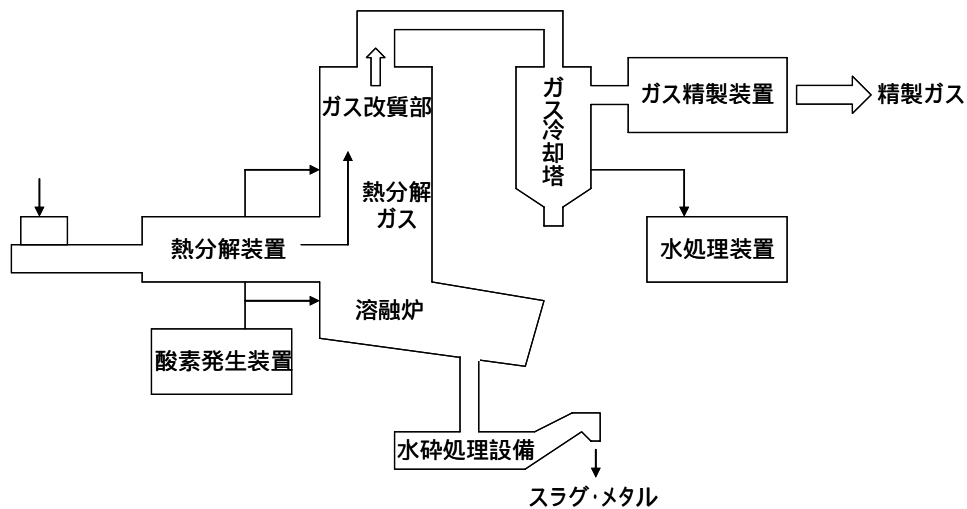 ガス改質部
ガス冷却塔
ガス精製装置
精製ガス
熱分解
ガス
熱分解装置
水処理装置
溶融炉
酸素発生装置
水砕処理設備
スラグ・メタル